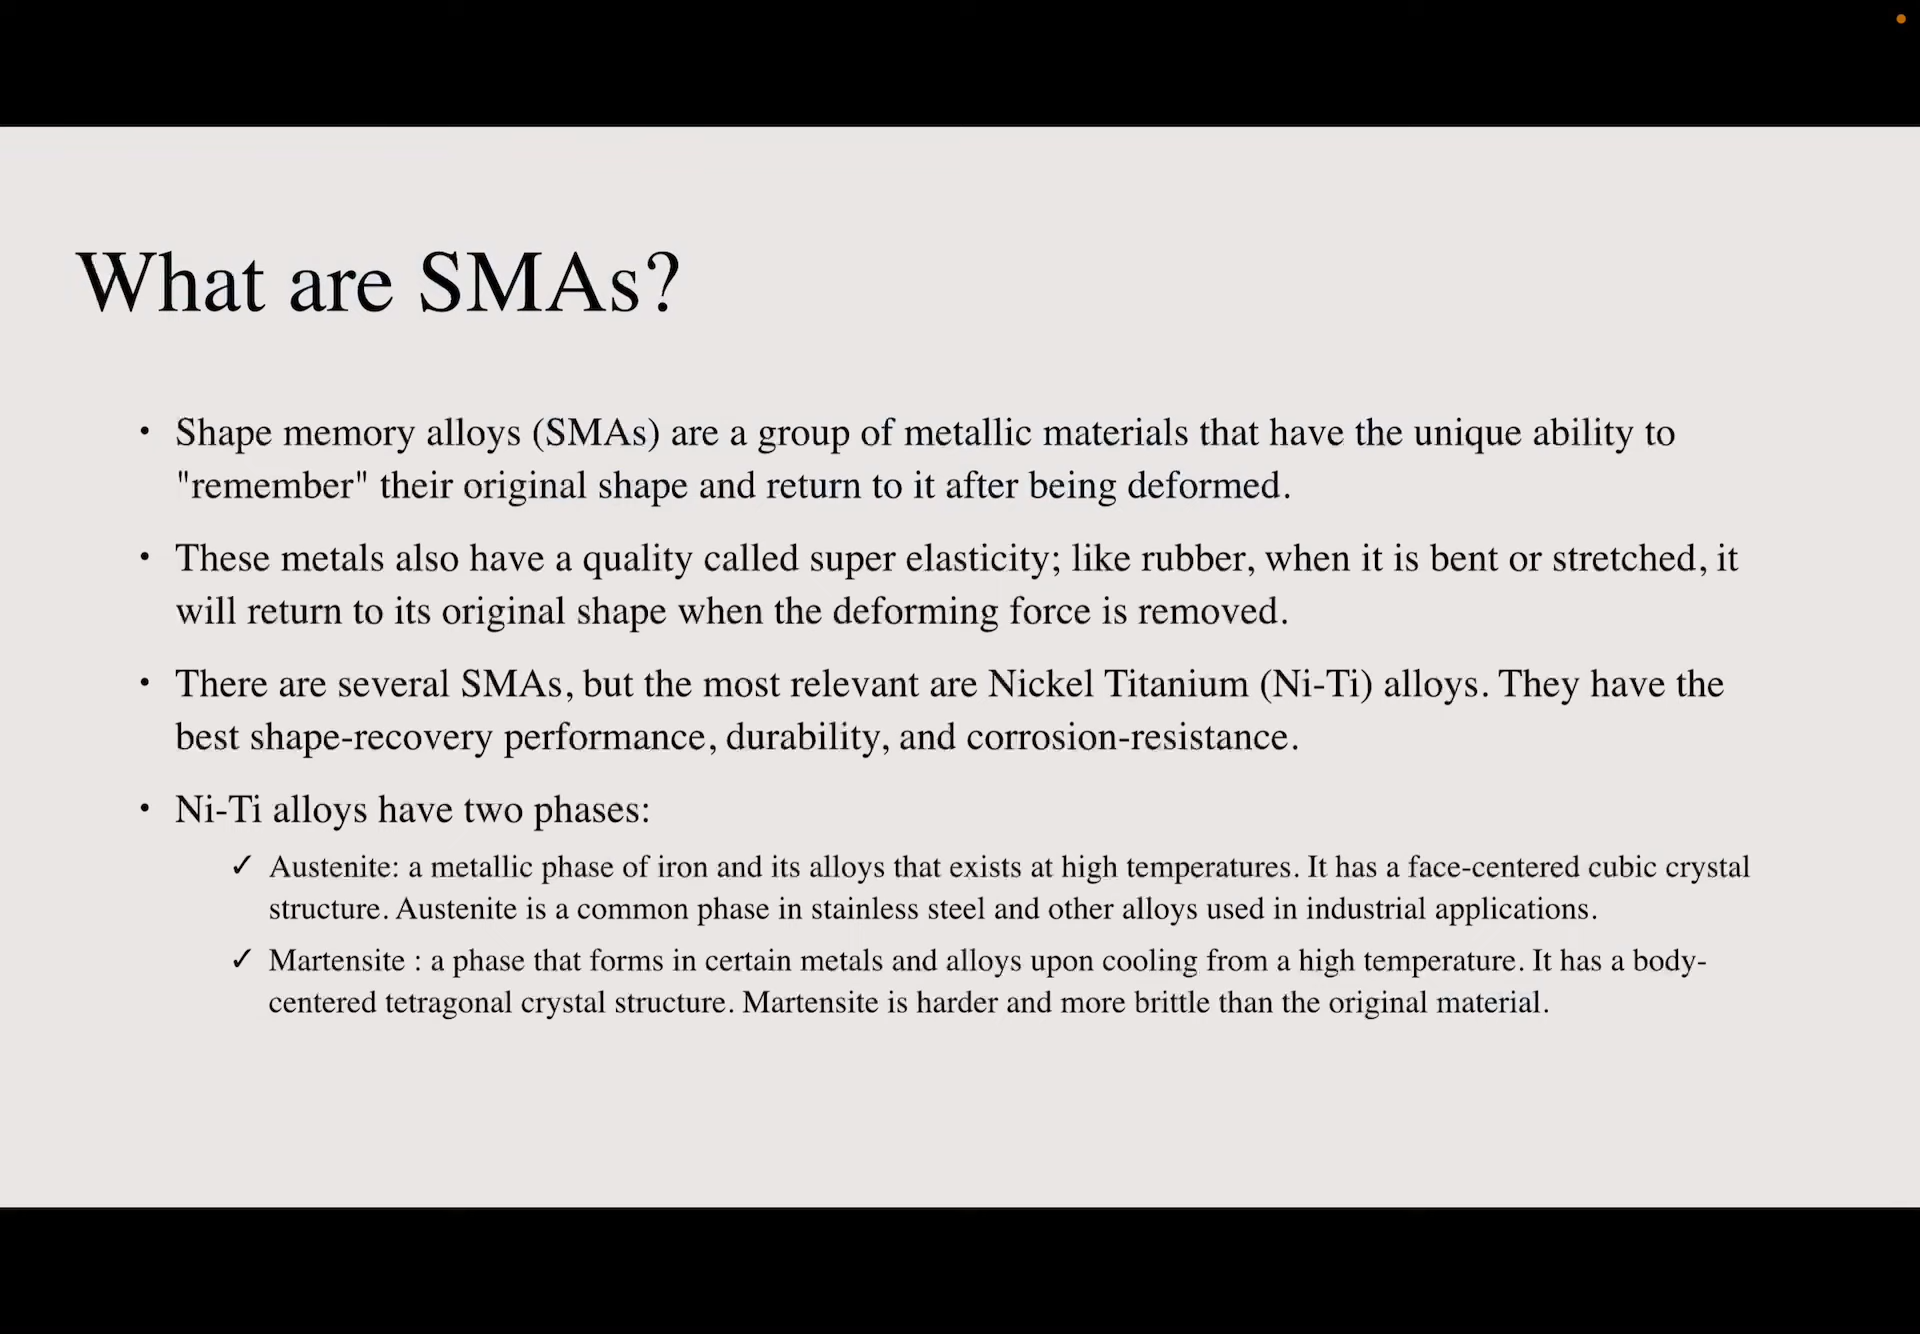 What are SMAs?
• Shape memory alloys (SMAs) are a group of metallic materials that have the unique ability to
"remember" their original shape and return to it after being deformed.
• These metals also have a quality called super elasticity; like rubber, when it is bent or stretched, it
will return to its original shape when the deforming force is removed.
• There are several SMAs, but the most relevant are Nickel Titanium (Ni-Ti) alloys. They have the
best shape-recovery performance, durability, and corrosion-resistance.
• Ni-Ti alloys have two phases:
✓ Austenite: a metallic phase of iron and its alloys that exists at high temperatures. It has a face-centered cubic crystal
structure. Austenite is a common phase in stainless steel and other alloys used in industrial applications.
✓ Martensite : a phase that forms in certain metals and alloys upon cooling from a high temperature. It has a body-
centered tetragonal crystal structure. Martensite is harder and more brittle than the original material.